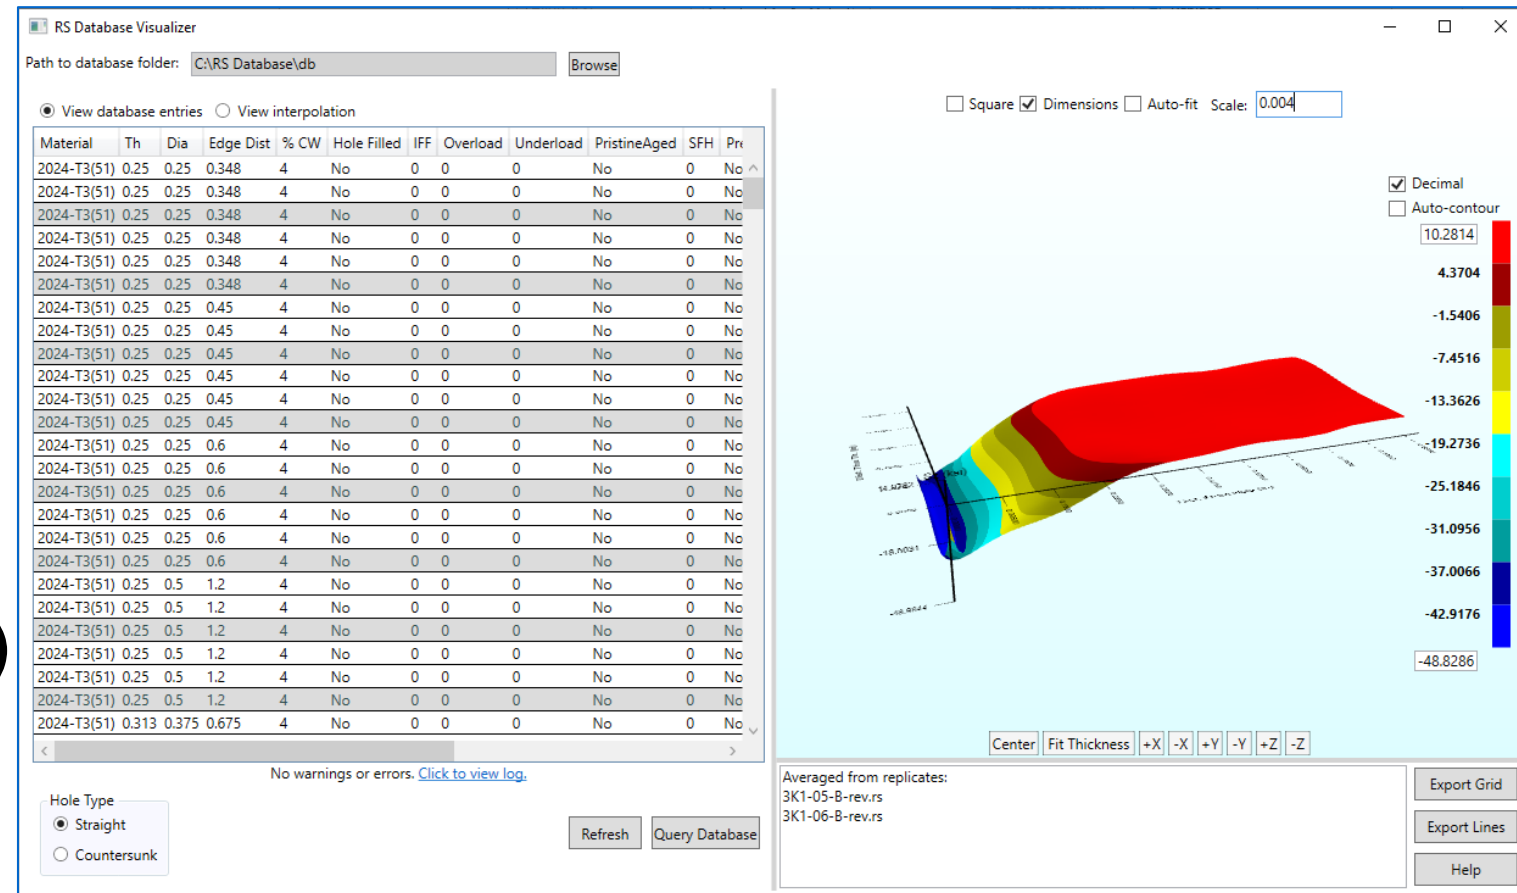 RS Database Visualizer
Path to database folder: C:\RS Database\db Browse
View database entries View interpolation
Material Th Dia Edge Dist % CW Hole Filled IFF Overload Underload PristineAged SFH Pre
2024-T3(51) 0.25 0.25 0.348 4 No 0 0 0 No 0 No
2024-T3(51) 0.25 0.25 0.348 4 No 0 0 0 No 0 No
2024-T3(51) 0.25 0.25 0.348 4 No 0 0 0 No 0 No
2024-T3(51) 0.25 0.25 0.348 4 No 0 0 0 No 0 No
2024-T3(51) 0.25 0.25 0.348 4 No 0 0 0 No 0 No
2024-T3(51) 0.25 0.25 0.348 4 No 0 0 0 No 0 No
2024-T3(51) 0.25 0.25 0.45 4 No 0 0 0 No 0 No
2024-T3(51) 0.25 0.25 0.45 4 No 0 0 0 No 0 No
2024-T3(51) 0.25 0.25 0.45 4 No 0 0 0 No 0 No
2024-T3(51) 0.25 0.25 0.45 4 No 0 0 0 No 0 No
2024-T3(51) 0.25 0.25 0.45 4 No 0 0 0 No 0 No
2024-T3(51) 0.25 0.25 0.45 4 No 0 0 0 No 0 No
2024-T3(51) 0.25 0.25 0.6 4 No 0 0 0 No 0 No
2024-T3(51) 0.25 0.25 0.6 4 No 0 0 0 No 0 No
2024-T3(51) 0.25 0.25 0.6 4 No 0 0 0 No 0 No
2024-T3(51) 0.25 0.25 0.6 4 No 0 0 0 No 0 No
2024-T3(51) 0.25 0.25 0.6 4 No 0 0 0 No 0 No
2024-T3(51) 0.25 0.25 0.6 4 No 0 0 0 No 0 No
2024-T3(51) 0.25 0.5 1.2 4 No 0 0 0 No 0 No
2024-T3(51) 0.25 0.5 1.2 4 No 0 0 0 No 0 No
2024-T3(51) 0.25 0.5 1.2 4 No 0 0 0 No 0 No
2024-T3(51) 0.25 0.5 1.2 4 No 0 0 0 No 0 No
2024-T3(51) 0.25 0.5 1.2 4 No 0 0 0 No 0 No
2024-T3(51) 0.25 0.5 1.2 4 No 0 0 0 No 0 No
2024-T3(51) 0.313 0.375 0.675 4 No 0 0 0 No 0 No
No warnings or errors. Click to view log.
Hole Type
Straight
Countersunk
Refresh Query Database
Square Dimensions Auto-fit Scale: 0.004
Decimal
Auto-contour
10.2814
4.3704
-1.5406
-7.4516
-13.3626
-19.2736
-25.1846
-31.0956
-37.0066
-42.9176
-48.8286
Center Fit Thickness +X -X +Y -Y +Z -Z
Averaged from replicates:
3K1-05-B-rev.rs
3K1-06-B-rev.rs
Export Grid
Export Lines
Help